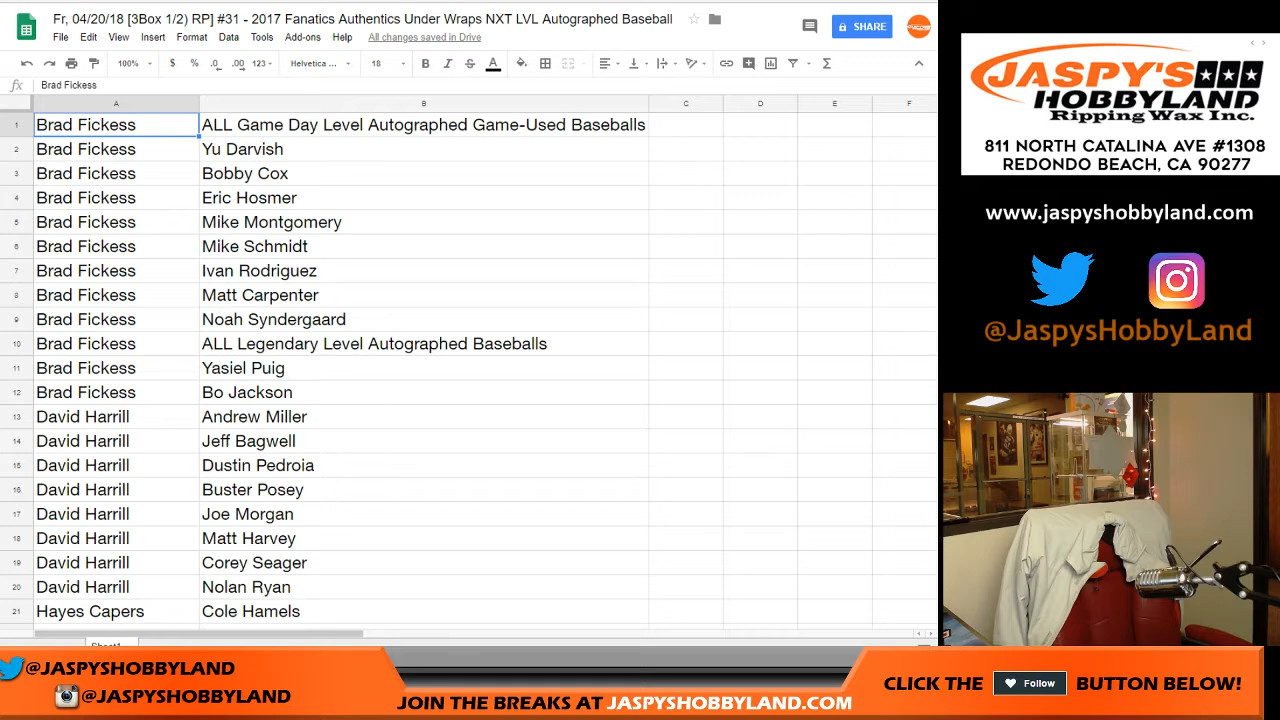 Fr, 04/20/18 [3Box 1/2) RP] #31 - 2017 Fanatics Authentics Under Wraps NXT LVL Autographed Baseball
File Edit View Insert Format Data Tools Add-ons Help All changes saved in Drive
SHARE
100% $ % .0 .00 123 Helvetica ... 18 B I S A
fx Brad Fickess
A B C D E F
1 Brad Fickess ALL Game Day Level Autographed Game-Used Baseballs
2 Brad Fickess Yu Darvish
3 Brad Fickess Bobby Cox
4 Brad Fickess Eric Hosmer
5 Brad Fickess Mike Montgomery
6 Brad Fickess Mike Schmidt
7 Brad Fickess Ivan Rodriguez
8 Brad Fickess Matt Carpenter
9 Brad Fickess Noah Syndergaard
10 Brad Fickess ALL Legendary Level Autographed Baseballs
11 Brad Fickess Yasiel Puig
12 Brad Fickess Bo Jackson
13 David Harrill Andrew Miller
14 David Harrill Jeff Bagwell
15 David Harrill Dustin Pedroia
16 David Harrill Buster Posey
17 David Harrill Joe Morgan
18 David Harrill Matt Harvey
19 David Harrill Corey Seager
20 David Harrill Nolan Ryan
21 Hayes Capers Cole Hamels
JASPY'S
HOBBYLAND
Ripping Wax Inc.
811 NORTH CATALINA AVE #1308
REDONDO BEACH, CA 90277
www.jaspyshobbyland.com
@JaspysHobbyLand
@JASPYSHOBBYLAND
@JASPYSHOBBYLAND
JOIN THE BREAKS AT JASPYSHOBBYLAND.COM
CLICK THE Follow BUTTON BELOW!